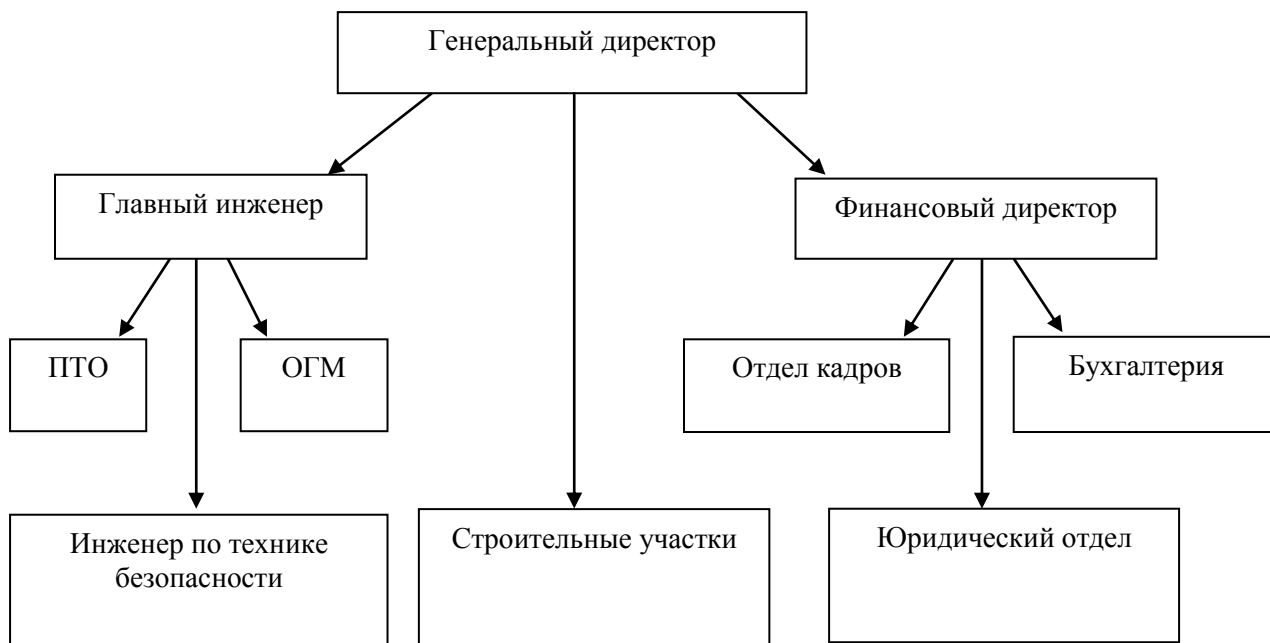 Генеральный директор
Главный инженер
Финансовый директор
ПТО
ОГМ
Отдел кадров
Бухгалтерия
Инженер по технике
безопасности
Строительные участки
Юридический отдел